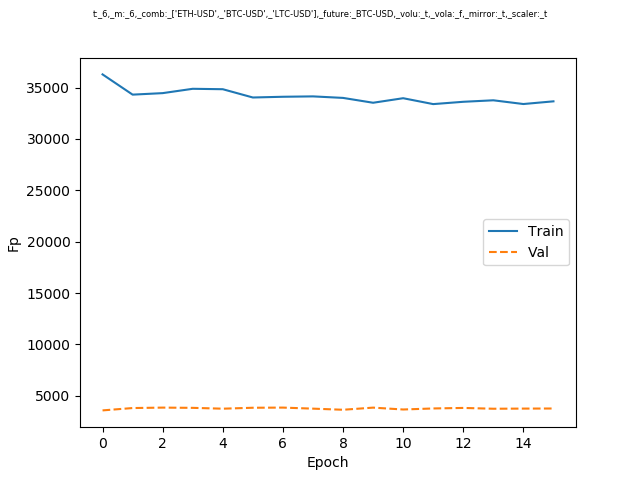 t:_6,_m:_6,_comb:_['ETH-USD',_'BTC-USD',_'LTC-USD'],_future:_BTC-USD,_volu:_t,_vola:_f,_mirror:_t,_scaler:_t
35000
30000
25000
20000
15000
10000
5000
Fp
Train
Val
0 2 4 6 8 10 12 14
Epoch